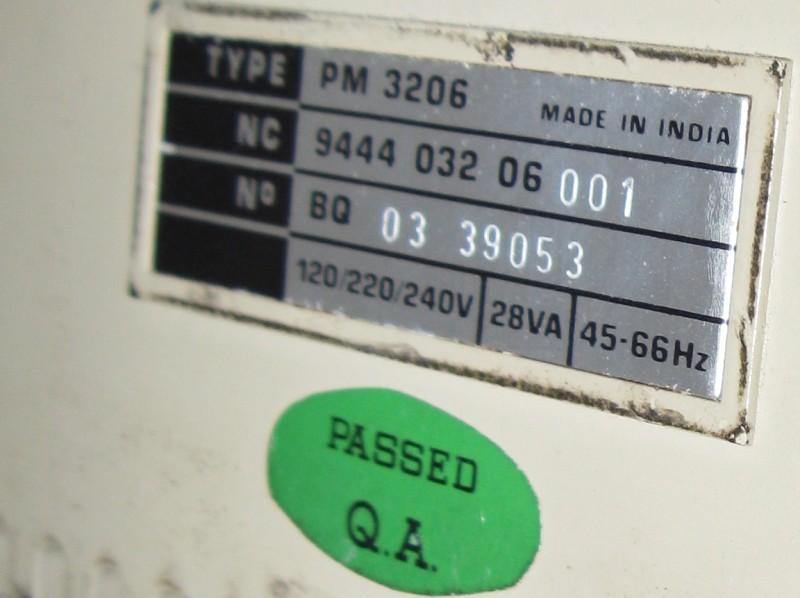 TYPE PM 3206 MADE IN INDIA
NC 9444 032 06 001
Nº BQ 03 39053
120/220/240V 28VA 45-66Hz
PASSED
Q.A.